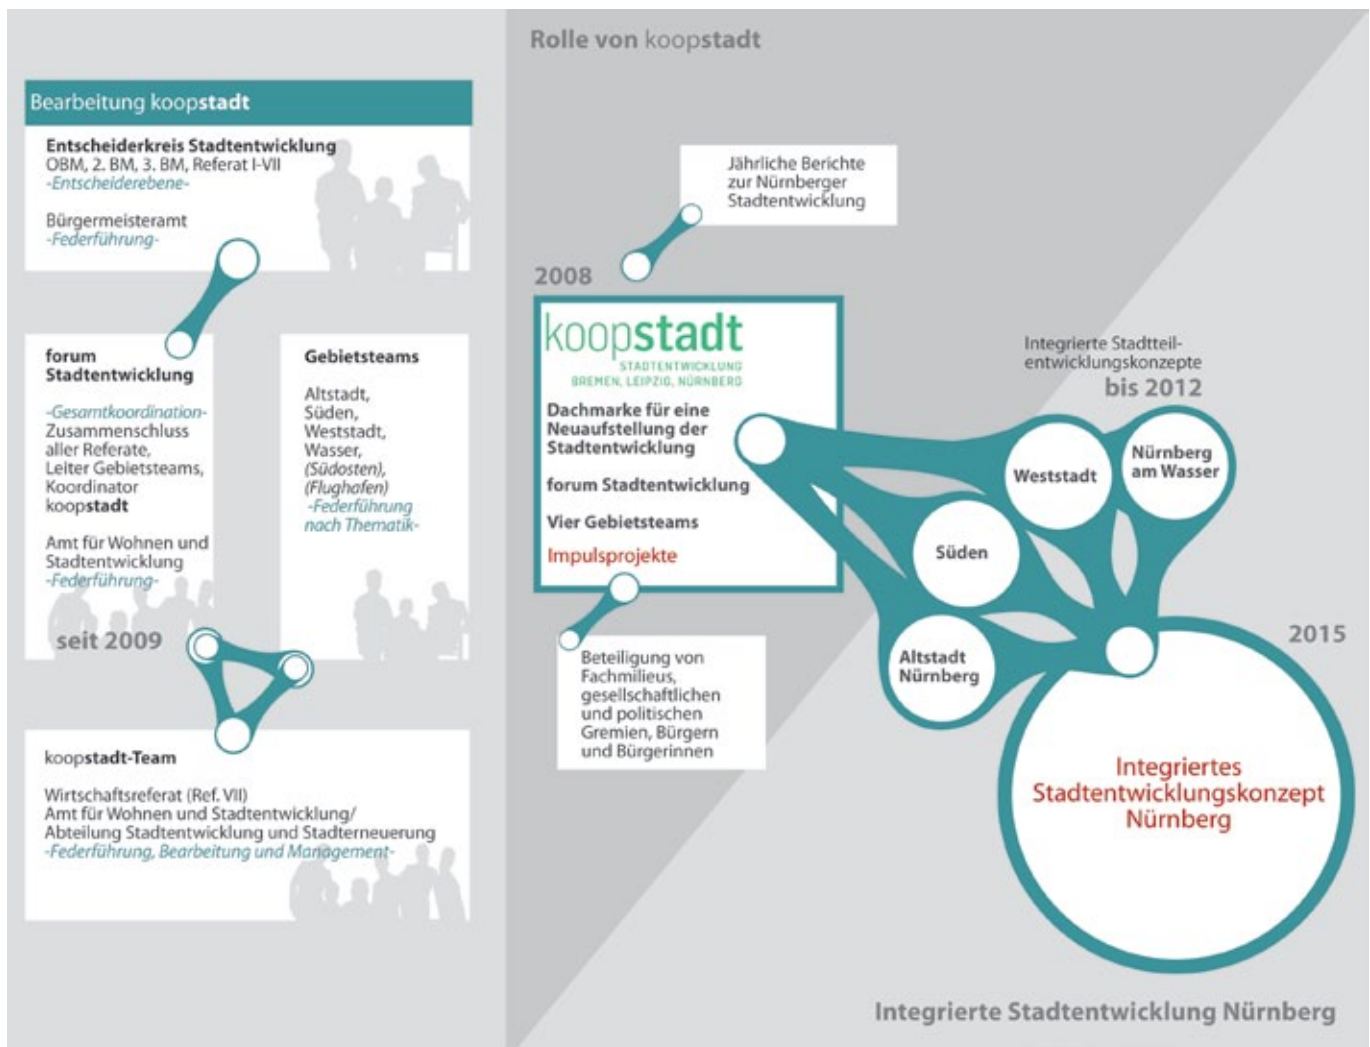 Rolle von koopstadt
Bearbeitung koopstadt
Entscheiderkreis Stadtentwicklung
OBM, 2. BM, 3. BM, Referat I-VII
-Entscheiderebene-
Bürgermeisteramt
-Federführung-
forum
Stadtentwicklung
-Gesamtkoordination-
Zusammenschluss
aller Referate,
Leiter Gebietsteams,
Koordinator
koopstadt
Amt für Wohnen und
Stadtentwicklung
-Federführung-
seit 2009
Gebietsteams
Altstadt,
Süden,
Weststadt,
Wasser,
(Südosten),
(Flughafen)
-Federführung
nach Thematik-
koopstadt-Team
Wirtschaftsreferat (Ref. VII)
Amt für Wohnen und Stadtentwicklung/
Abteilung Stadtentwicklung und Stadterneuerung
-Federführung, Bearbeitung und Management-
Jährliche Berichte
zur Nürnberger
Stadtentwicklung
2008
koopstadt
STADTENTWICKLUNG
BREMEN, LEIPZIG, NÜRNBERG
Dachmarke für eine
Neuaufstellung der
Stadtentwicklung
forum Stadtentwicklung
Vier Gebietsteams
Impulsprojekte
Beteiligung von
Fachmilieus,
gesellschaftlichen
und politischen
Gremien, Bürgern
und Bürgerinnen
Integrierte Stadtteil-
entwicklungskonzepte
bis 2012
Nürnberg
am Wasser
Weststadt
Süden
Altstadt
Nürnberg
2015
Integriertes
Stadtentwicklungskonzept
Nürnberg
Integrierte Stadtentwicklung Nürnberg